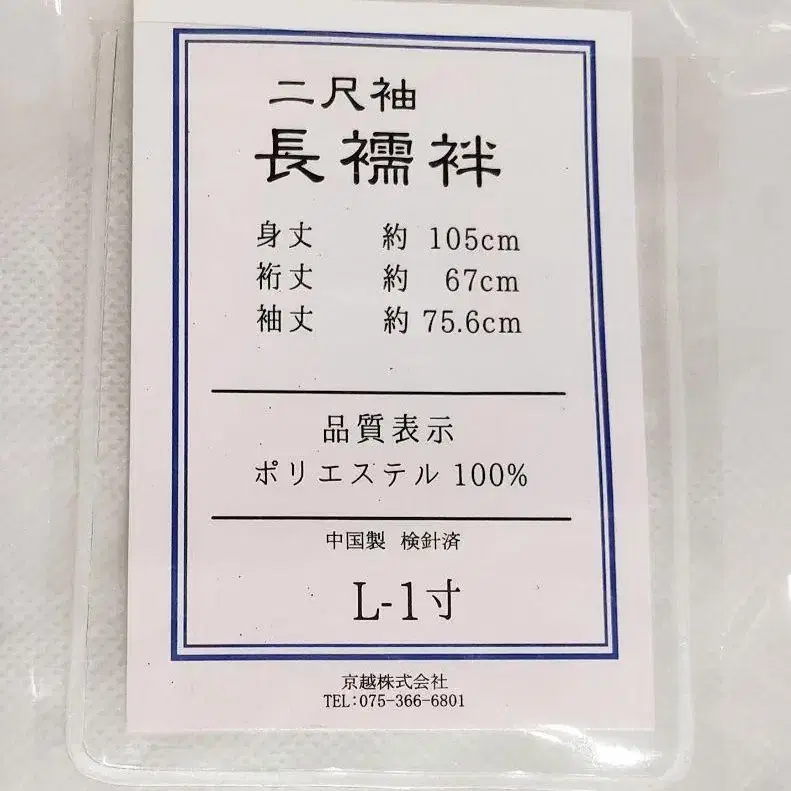 二尺袖
長襦袢
身丈 約 105cm
裄丈 約 67cm
袖丈 約 75.6cm
品質表示
ポリエステル 100%
中国製 検針済
L-1寸
京越株式会社
TEL:075-366-6801